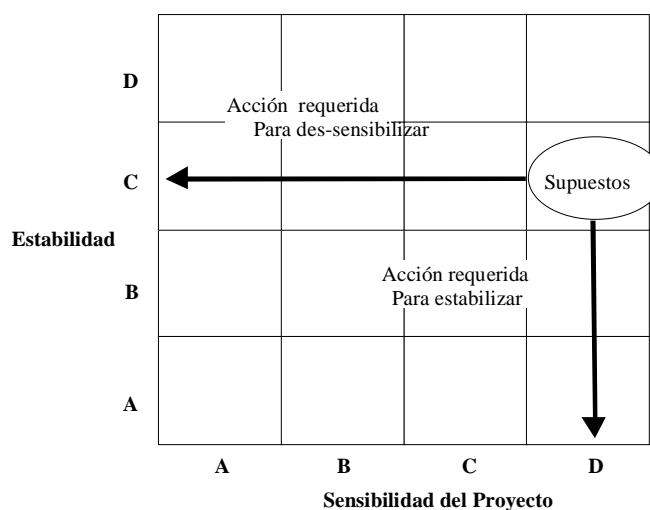 D
Acción requerida
Para des-sensibilizar
C
Supuestos
Estabilidad
Acción requerida
B
Para estabilizar
A
A B C D
Sensibilidad del Proyecto